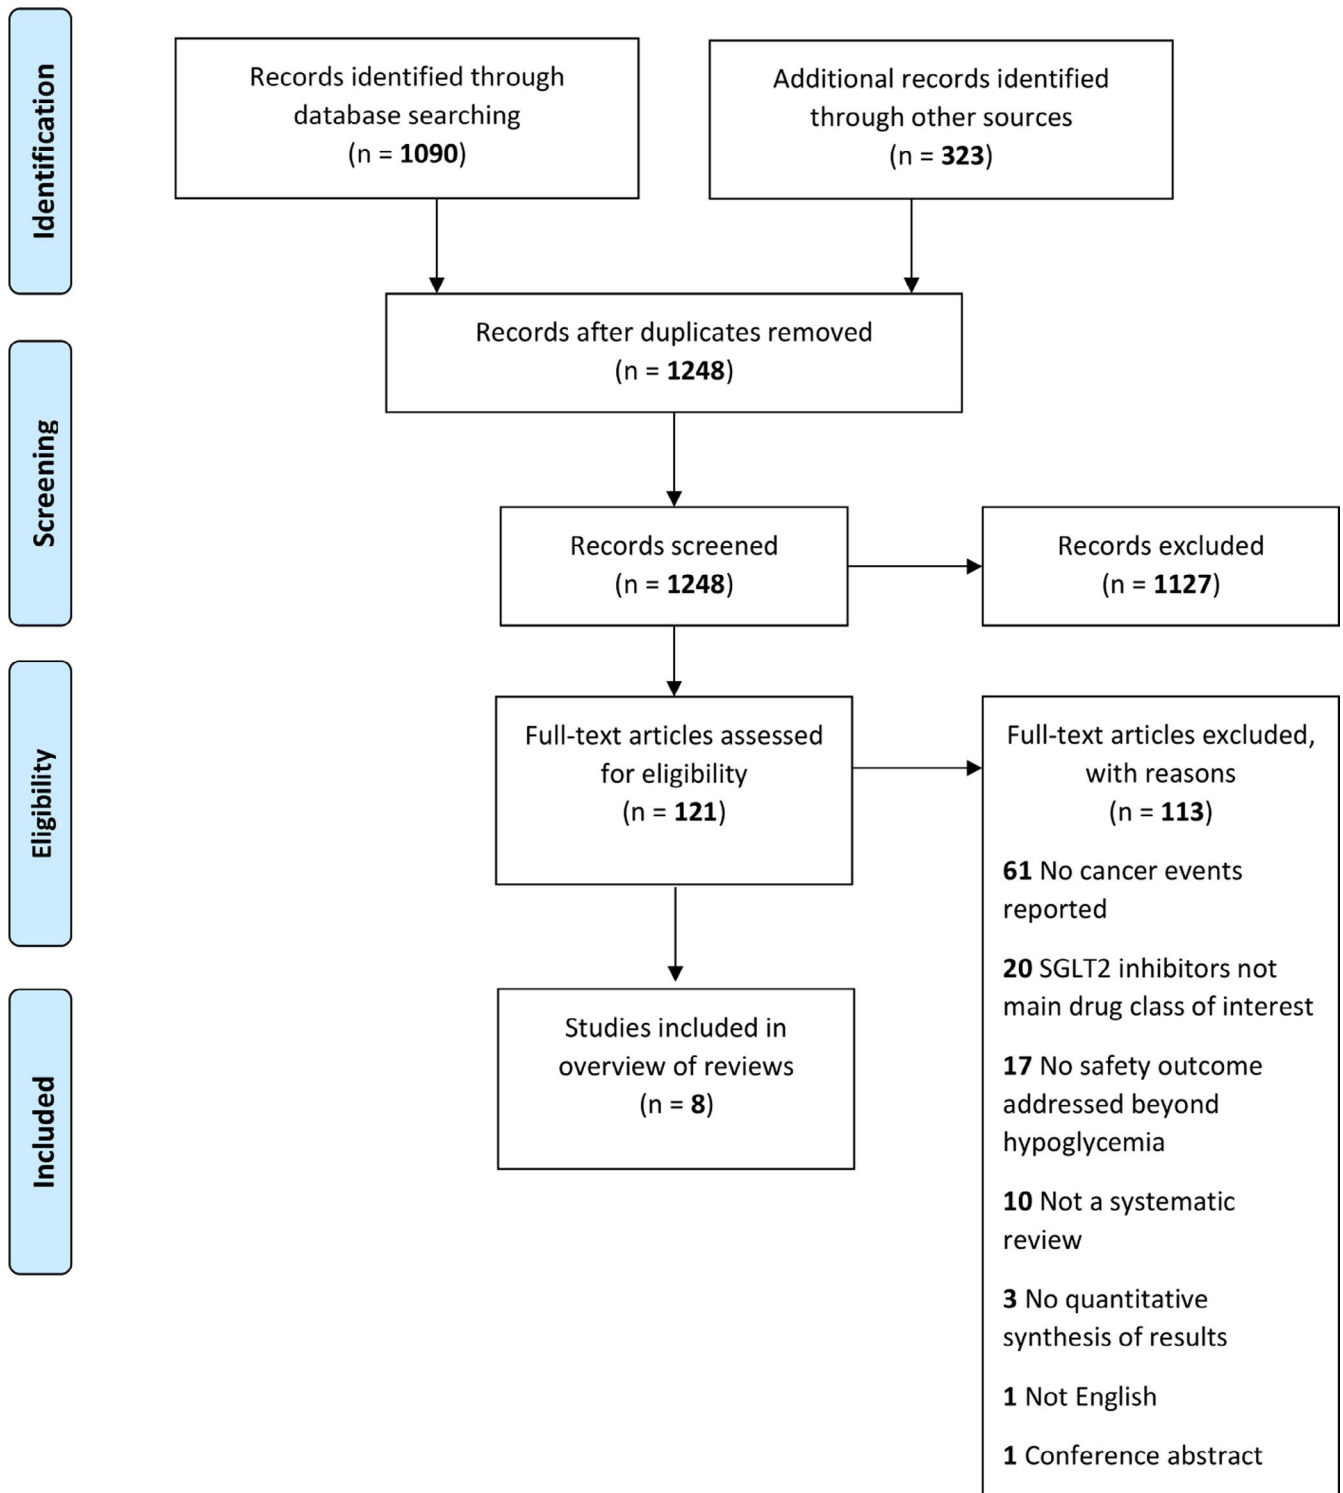 Identification
Records identified through
database searching
(n = 1090)
Additional records identified
through other sources
(n = 323)
Records after duplicates removed
(n = 1248)
Screening
Records screened
(n = 1248)
Records excluded
(n = 1127)
Eligibility
Full-text articles assessed
for eligibility
(n = 121)
Full-text articles excluded,
with reasons
(n = 113)
61 No cancer events
reported
20 SGLT2 inhibitors not
main drug class of interest
17 No safety outcome
addressed beyond
hypoglycemia
10 Not a systematic
review
3 No quantitative
synthesis of results
1 Not English
1 Conference abstract
Included
Studies included in
overview of reviews
(n = 8)